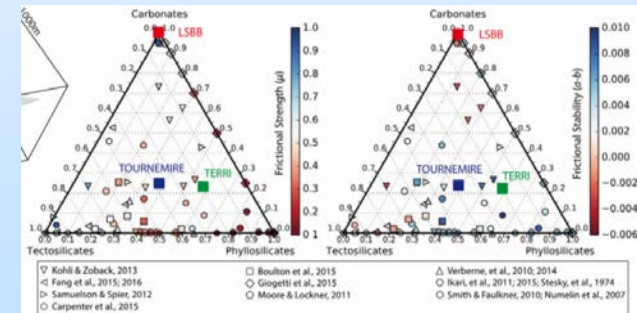 1000m
Carbonates
LSBB
TOURNEMIRE
TERRI
Tectosilicates
Phyllosilicates
Frictional Strength (μ)
1.0
0.9
0.8
0.7
0.6
0.5
0.4
0.3
0.2
0.1
Carbonates
LSBB
TOURNEMIRE
TERRI
Tectosilicates
Phyllosilicates
Frictional Stability (a-b)
0.010
0.008
0.006
0.004
0.002
0.000
−0.002
−0.004
−0.006
Kohli & Zoback, 2013
Fang et al., 2015; 2016
Samuelson & Spier, 2012
Carpenter et al., 2015
Boulton et al., 2015
Giogetti et al., 2015
Moore & Lockner, 2011
Verberne et al., 2010; 2014
Ikari, et al., 2011; 2015; Stesky, et al., 1974
Smith & Faulkner, 2010; Numelin et al., 2007